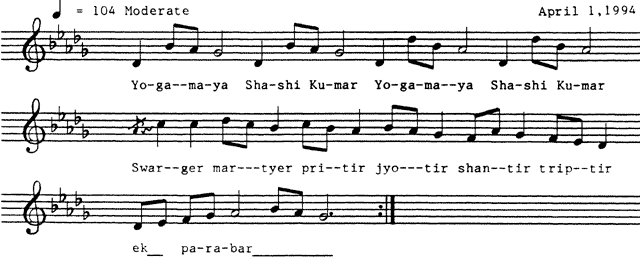 ♩ = 104 Moderate April 1,1994
Yo-ga--ma-ya Sha-shi Ku-mar Yo-ga-ma--ya Sha-shi Ku-mar
Swar--ger mar---tyer pri--tir jyo---tir shan--tir trip--tir
ek__ pa-ra-bar__________